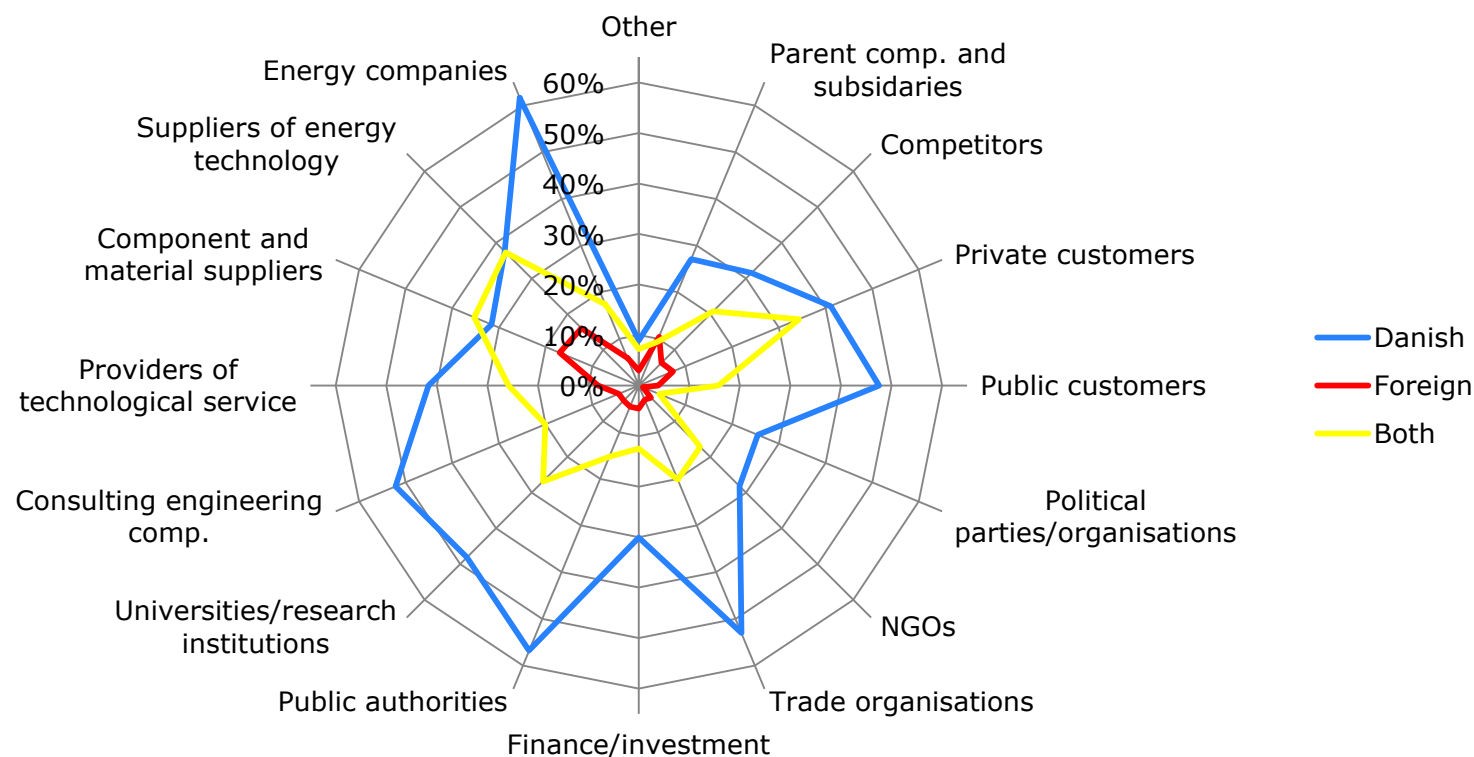 Other
Parent comp. and
subsidaries
Competitors
Private customers
Public customers
Political
parties/organisations
NGOs
Trade organisations
Finance/investment
Public authorities
Universities/research
institutions
Consulting engineering
comp.
Providers of
technological service
Component and
material suppliers
Suppliers of energy
technology
Energy companies
60%
50%
40%
30%
20%
10%
0%
Danish
Foreign
Both